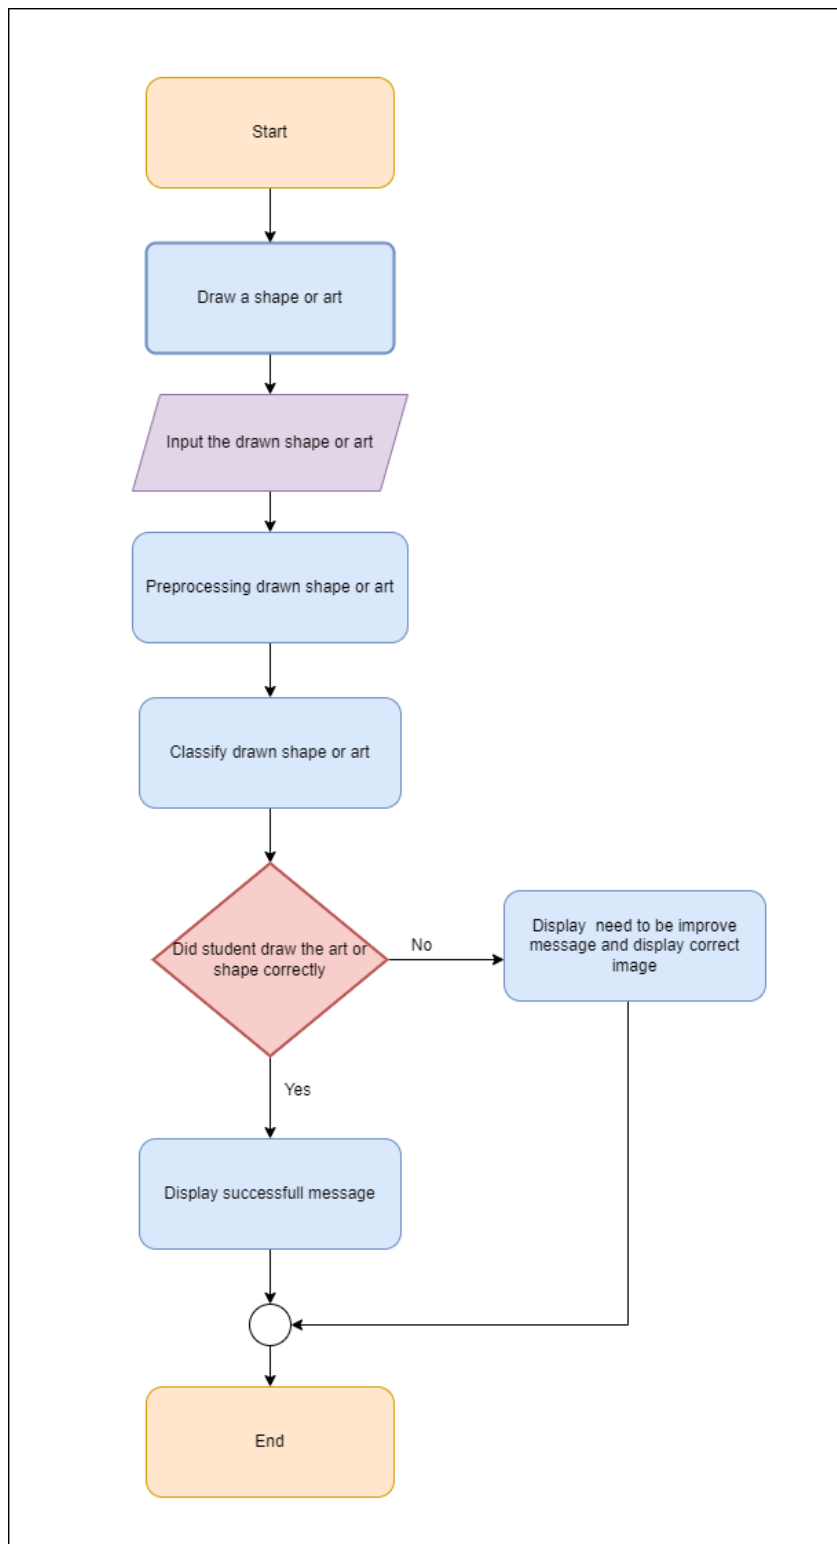 Start
Draw a shape or art
Input the drawn shape or art
Preprocessing drawn shape or art
Classify drawn shape or art
Did student draw the art or
shape correctly
No
Display  need to be improve
message and display correct
image
Yes
Display successfull message
End